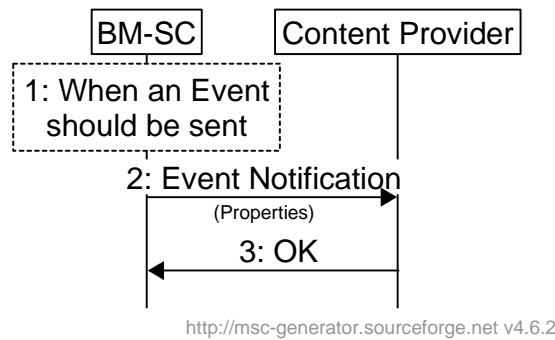 BM-SC
Content Provider
1: When an Event
should be sent
2: Event Notification
(Properties)
3: OK
http://msc-generator.sourceforge.net v4.6.2